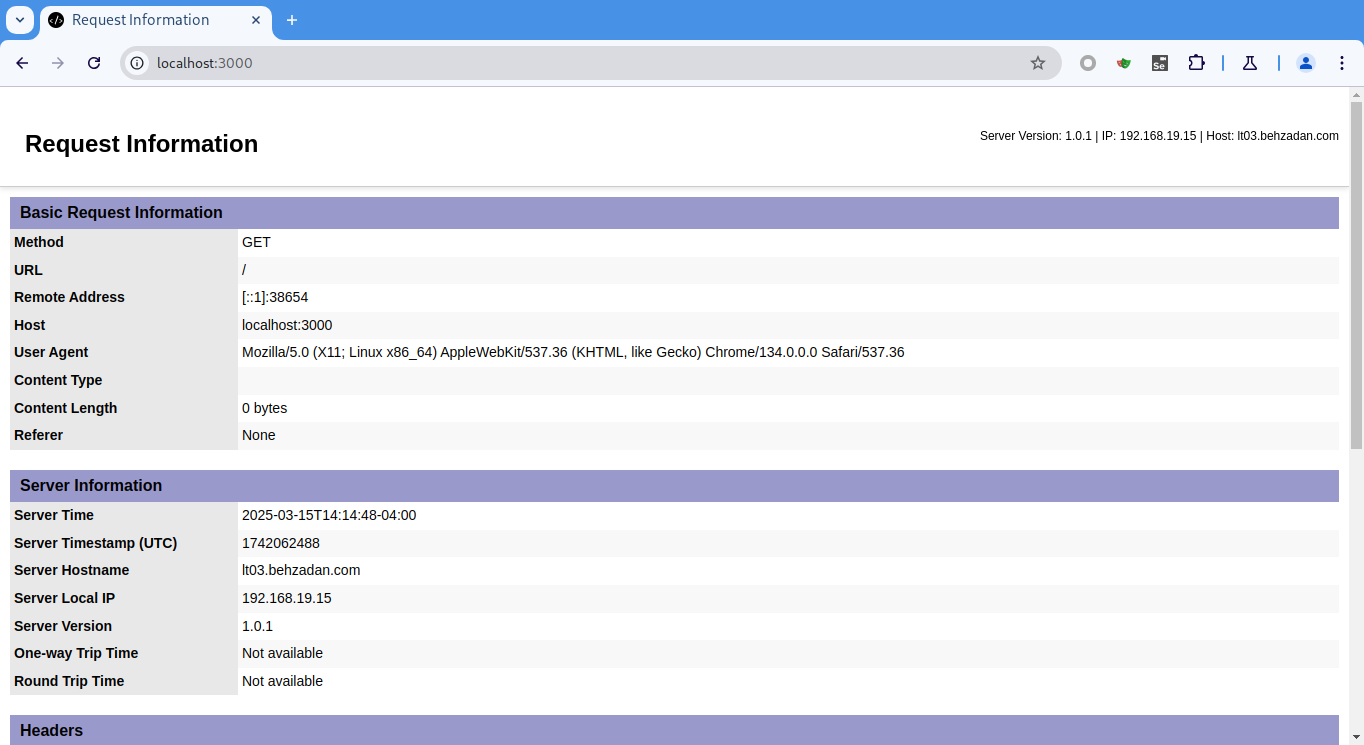 Request Information
localhost:3000
Se
Request Information
Server Version: 1.0.1 | IP: 192.168.19.15 | Host: lt03.behzadan.com
Basic Request Information
Method GET
URL /
Remote Address [::1]:38654
Host localhost:3000
User Agent Mozilla/5.0 (X11; Linux x86_64) AppleWebKit/537.36 (KHTML, like Gecko) Chrome/134.0.0.0 Safari/537.36
Content Type
Content Length 0 bytes
Referer None
Server Information
Server Time 2025-03-15T14:14:48-04:00
Server Timestamp (UTC) 1742062488
Server Hostname lt03.behzadan.com
Server Local IP 192.168.19.15
Server Version 1.0.1
One-way Trip Time Not available
Round Trip Time Not available
Headers